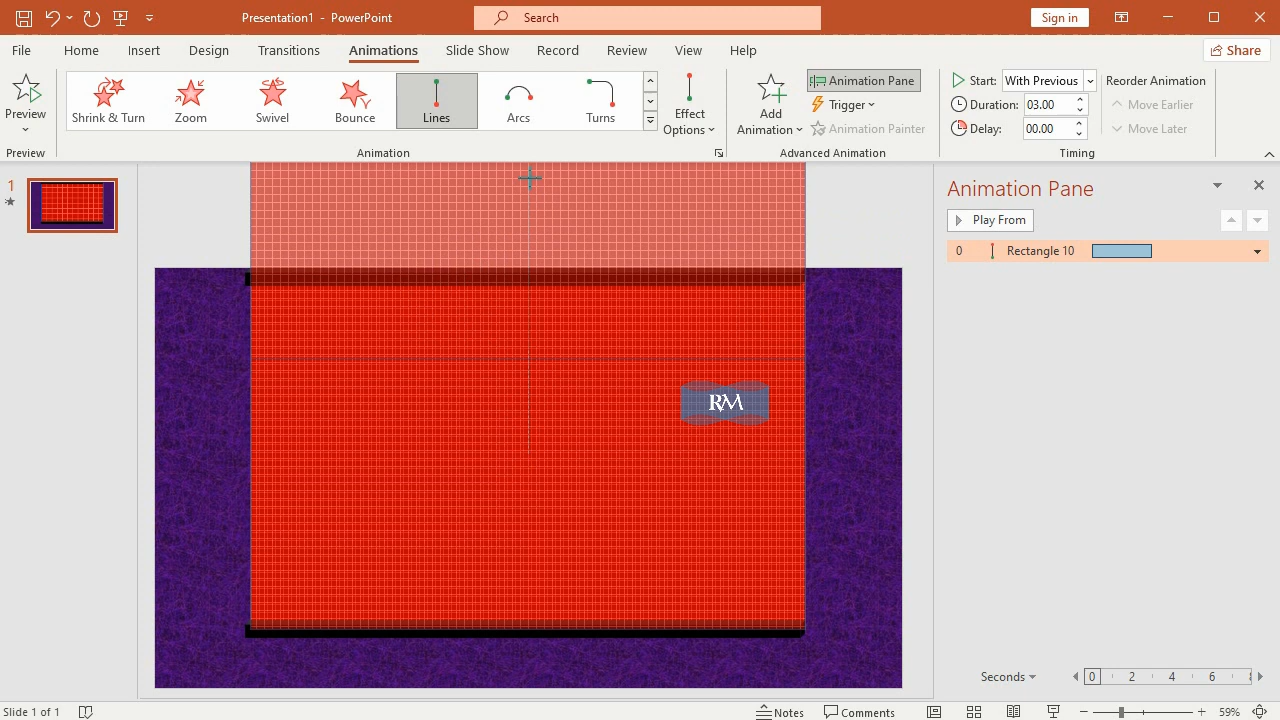 Presentation1 - PowerPoint
Search
Sign in
File Home Insert Design Transitions Animations Slide Show Record Review View Help
Share
Preview
Shrink & Turn Zoom Swivel Bounce Lines Arcs Turns
Effect Options
Add Animation
Animation Pane
Trigger
Animation Painter
Start: With Previous
Duration: 03.00
Delay: 00.00
Reorder Animation
Move Earlier
Move Later
Preview Animation Advanced Animation Timing
1
Animation Pane
Play From
0 Rectangle 10
RM
Seconds 0 2 4 6
Slide 1 of 1
Notes
Comments
59%